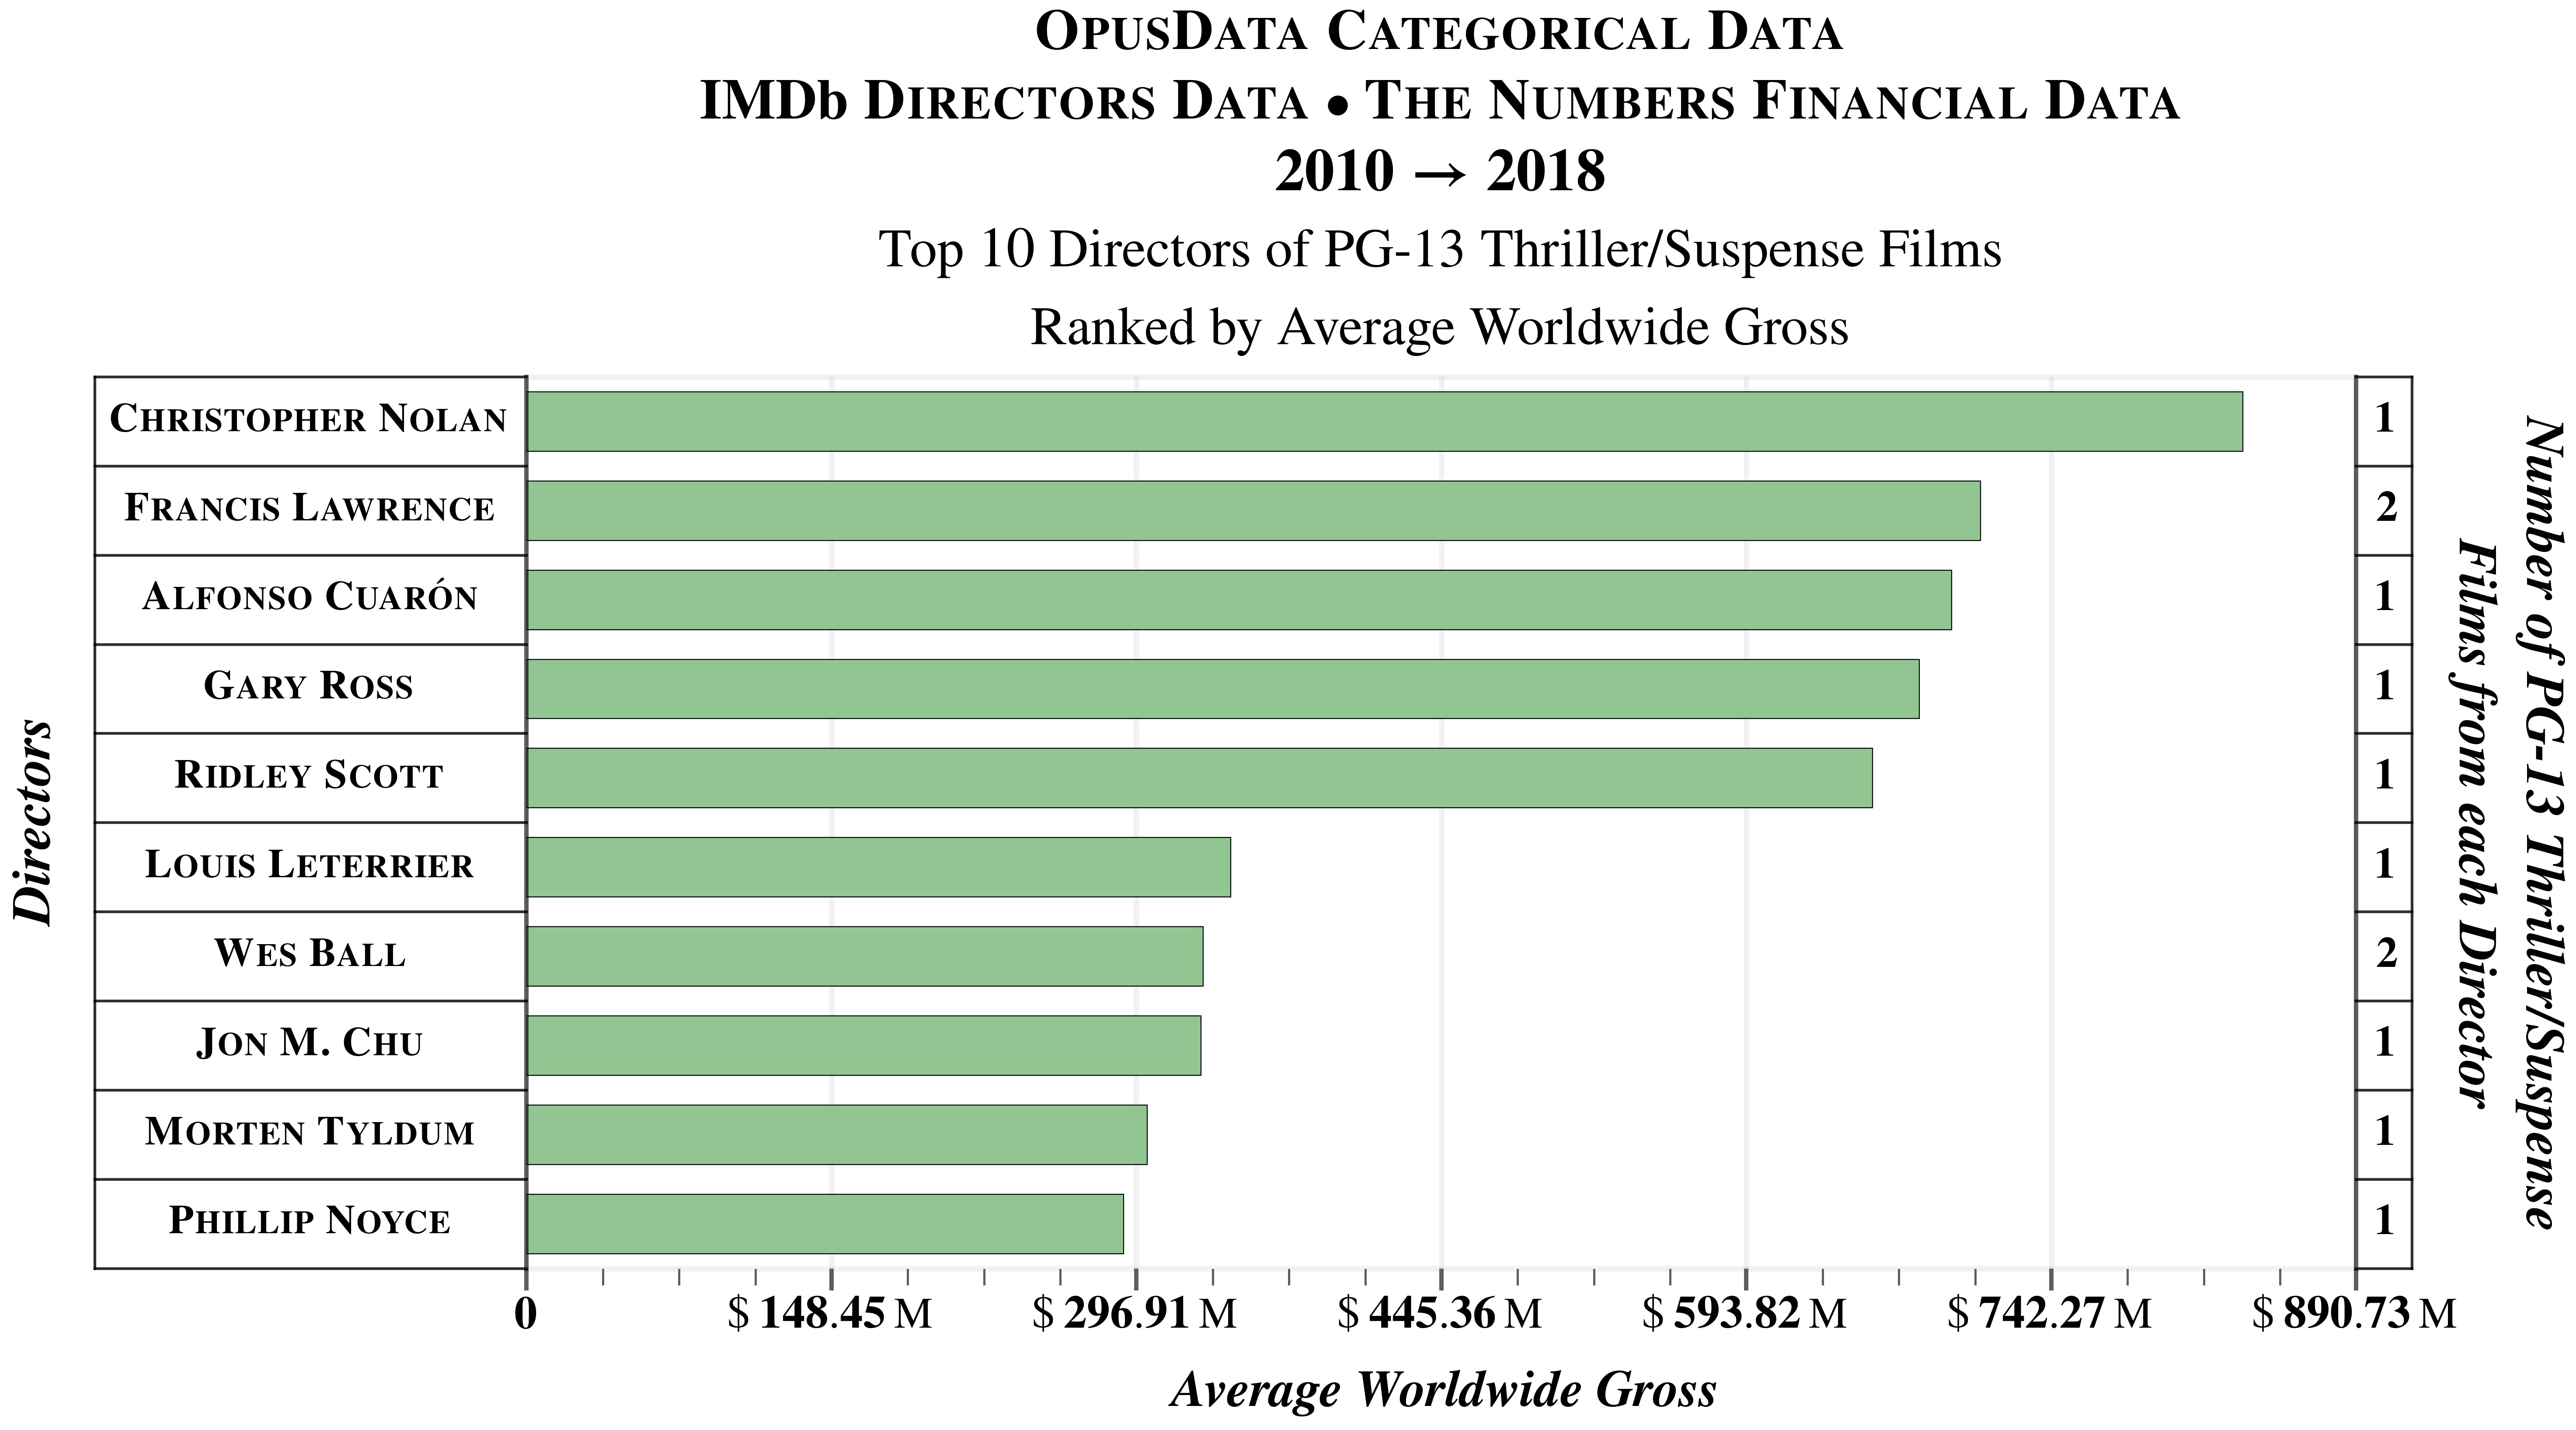 OPUSDATA CATEGORICAL DATA
IMDb DIRECTORS DATA • THE NUMBERS FINANCIAL DATA
2010 → 2018
Top 10 Directors of PG-13 Thriller/Suspense Films
Ranked by Average Worldwide Gross
Directors
CHRISTOPHER NOLAN 1
FRANCIS LAWRENCE 2
ALFONSO CUARÓN 1
GARY ROSS 1
RIDLEY SCOTT 1
LOUIS LETERRIER 1
WES BALL 2
JON M. CHU 1
MORTEN TYLDUM 1
PHILLIP NOYCE 1
Number of PG-13 Thriller/Suspense
Films from each Director
0 $ 148.45 M $ 296.91 M $ 445.36 M $ 593.82 M $ 742.27 M $ 890.73 M
Average Worldwide Gross